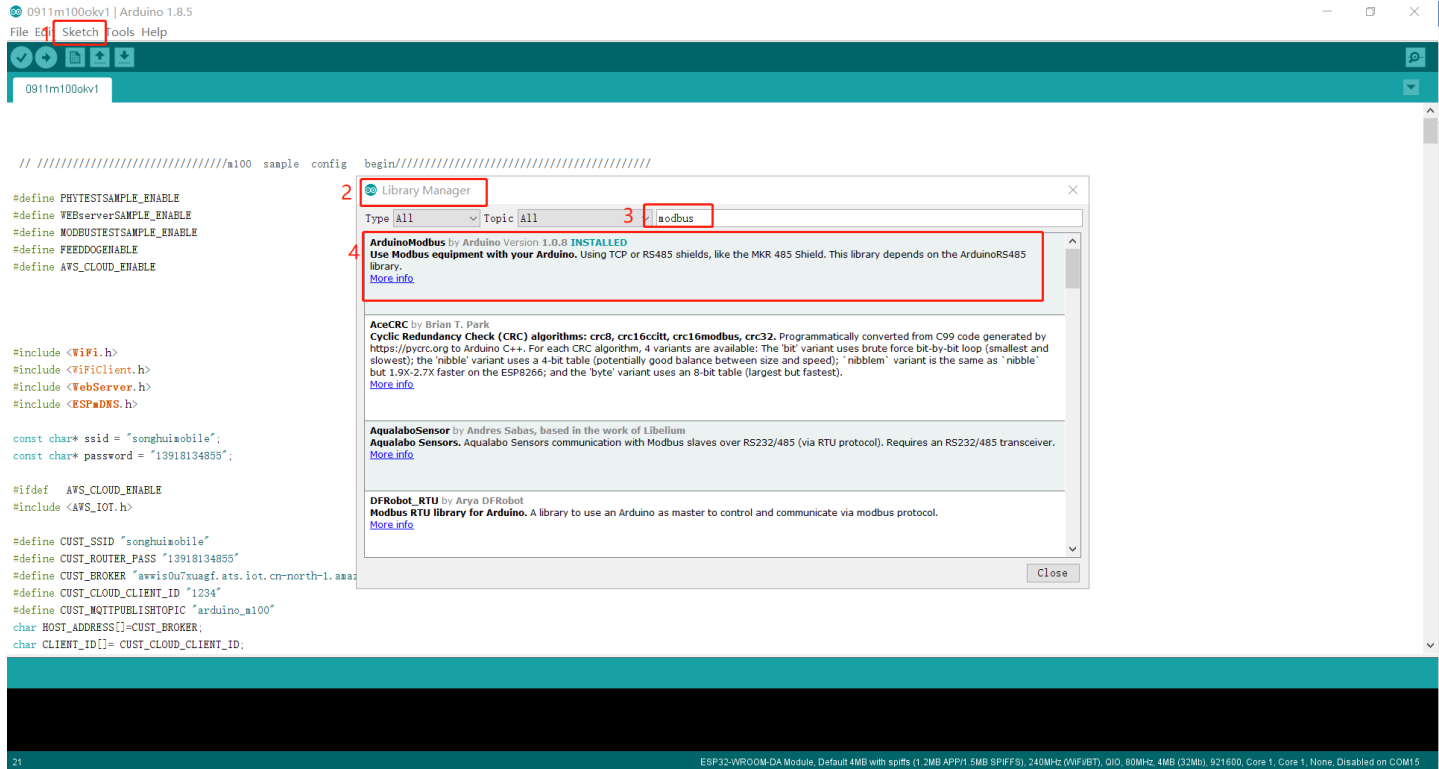 0911m100okv1 | Arduino 1.8.5
File Edit Sketch Tools Help
1
0911m100okv1
// ////////////////////////////////m100 sample config begin///////////////////////////////////////////
#define PHYTESTSAMPLE_ENABLE
#define WEBserverSAMPLE_ENABLE
#define MODBUSTESTSAMPLE_ENABLE
#define FEEDDOGENABLE
#define AWS_CLOUD_ENABLE
#include <WiFi.h>
#include <WiFiClient.h>
#include <WebServer.h>
#include <ESPmDNS.h>
const char* ssid = "songhuimobile";
const char* password = "13918134855";
#ifdef AWS_CLOUD_ENABLE
#include <AWS_IOT.h>
#define CUST_SSID "songhuimobile"
#define CUST_ROUTER_PASS "13918134855"
#define CUST_BROKER "awwis0u7xuagf.ats.iot.cn-north-1.amaz
#define CUST_CLOUD_CLIENT_ID "1234"
#define CUST_MQTTPUBLISHTOPIC "arduino_m100"
char HOST_ADDRESS[]=CUST_BROKER;
char CLIENT_ID[]= CUST_CLOUD_CLIENT_ID;
2 Library Manager
Type All Topic All 3 modbus
4
ArduinoModbus by Arduino Version 1.0.8 INSTALLED
Use Modbus equipment with your Arduino. Using TCP or RS485 shields, like the MKR 485 Shield. This library depends on the ArduinoRS485
library.
More info
AceCRC by Brian T. Park
Cyclic Redundancy Check (CRC) algorithms: crc8, crc16ccitt, crc16modbus, crc32. Programmatically converted from C99 code generated by
https://pycrc.org to Arduino C++. For each CRC algorithm, 4 variants are available: The 'bit' variant uses brute force bit-by-bit loop (smallest and
slowest); the 'nibble' variant uses a 4-bit table (potentially good balance between size and speed); `nibblem` variant is the same as `nibble`
but 1.9X-2.7X faster on the ESP8266; and the 'byte' variant uses an 8-bit table (largest but fastest).
More info
AqualaboSensor by Andres Sabas, based in the work of Libelium
Aqualabo Sensors. Aqualabo Sensors communication with Modbus slaves over RS232/485 (via RTU protocol). Requires an RS232/485 transceiver.
More info
DFRobot_RTU by Arya DFRobot
Modbus RTU library for Arduino. A library to use an Arduino as master to control and communicate via modbus protocol.
More info
Close
21
ESP32-WROOM-DA Module, Default 4MB with spiffs (1.2MB APP/1.5MB SPIFFS), 240MHz (WiFi/BT), QIO, 80MHz, 4MB (32Mb), 921600, Core 1, Core 1, None, Disabled on COM15